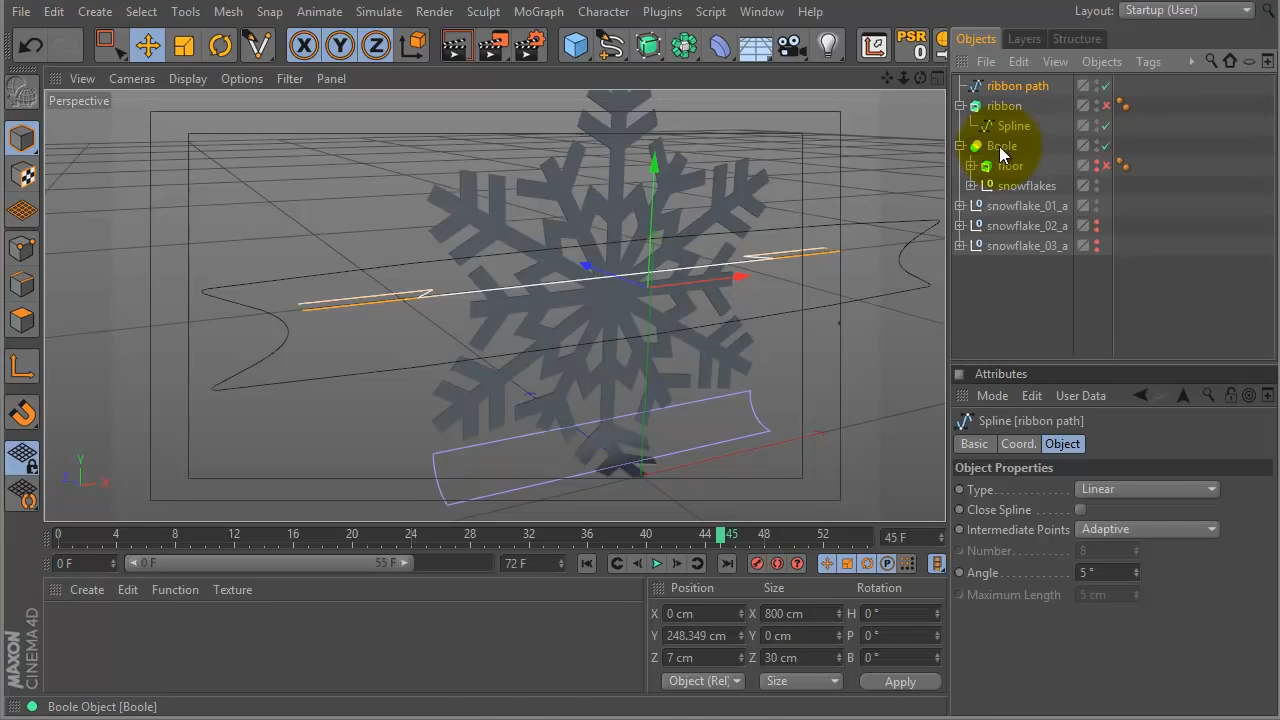 File Edit Create Select Tools Mesh Snap Animate Simulate Render Sculpt MoGraph Character Plugins Script Window Help
Layout: Startup (User)
PSR
0
Objects Layers Structure
File Edit View Objects Tags
View Cameras Display Options Filter Panel
Perspective
ribbon path
ribbon
Spline
Boole
floor
snowflakes
snowflake_01_a
snowflake_02_a
snowflake_03_a
Attributes
Mode Edit User Data
Spline [ribbon path]
Basic Coord. Object
Object Properties
Type Linear
Close Spline
Intermediate Points Adaptive
Number 8
Angle 5 °
Maximum Length 5 cm
Y
Z X
0 4 8 12 16 20 24 28 32 36 40 44 45 48 52
45 F
0 F 0 F 55 F 72 F
Create Edit Function Texture
Position Size Rotation
X 0 cm X 800 cm H 0 °
Y 248.349 cm Y 0 cm P 0 °
Z 7 cm Z 30 cm B 0 °
Object (Rel) Size Apply
MAXON
CINEMA 4D
Boole Object [Boole]